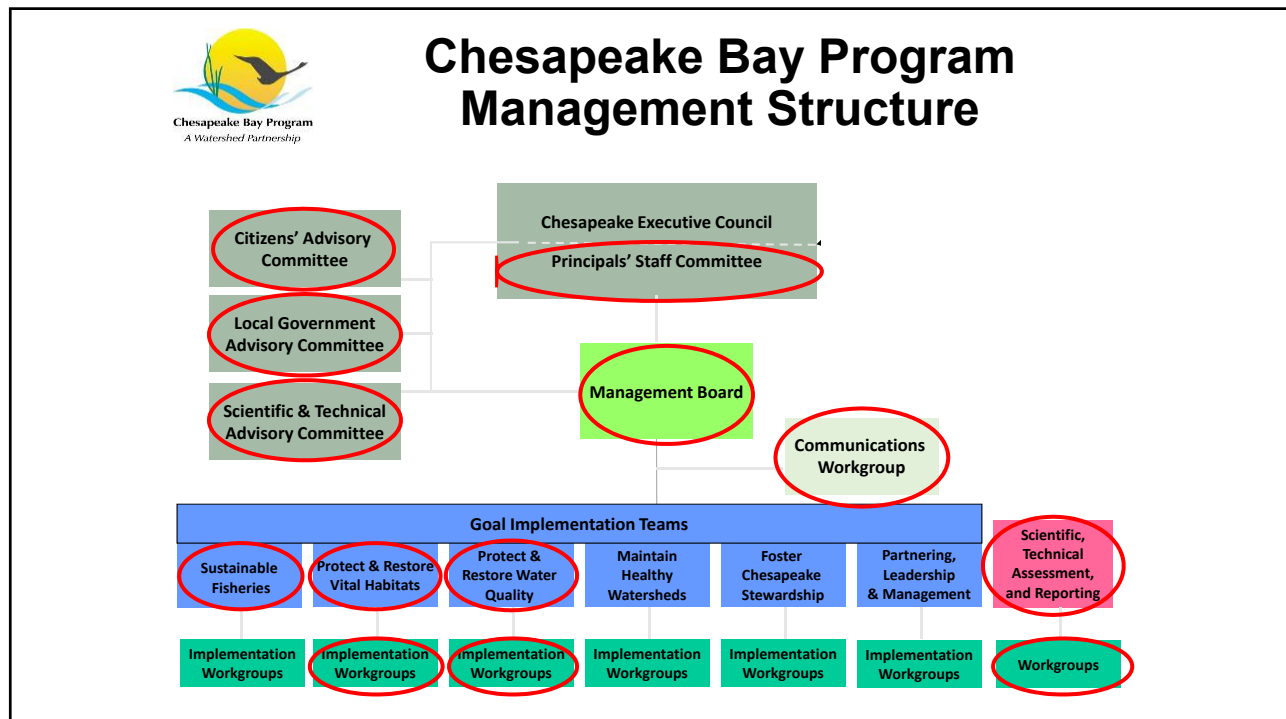 Chesapeake Bay Program
Management Structure
Chesapeake Bay Program
A Watershed Partnership
Chesapeake Executive Council
Principals' Staff Committee
Citizens' Advisory
Committee
Local Government
Advisory Committee
Scientific & Technical
Advisory Committee
Management Board
Communications
Workgroup
Goal Implementation Teams
Sustainable
Fisheries
Protect & Restore
Vital Habitats
Protect &
Restore Water
Quality
Maintain
Healthy
Watersheds
Foster
Chesapeake
Stewardship
Partnering,
Leadership
& Management
Scientific,
Technical
Assessment,
and Reporting
Implementation
Workgroups
Implementation
Workgroups
Implementation
Workgroups
Implementation
Workgroups
Implementation
Workgroups
Implementation
Workgroups
Workgroups